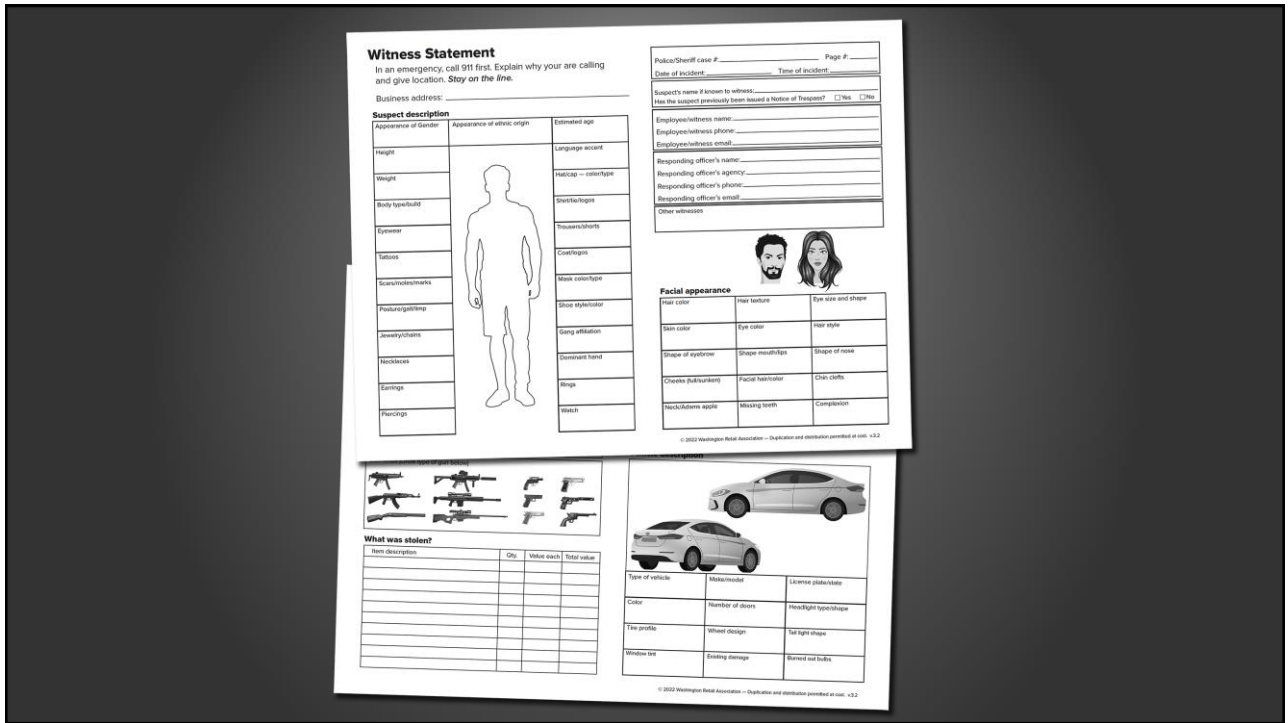 Witness Statement
In an emergency, call 911 first. Explain why your are calling
and give location. Stay on the line.
Business address:
Suspect description
Appearance of Gender
Appearance of ethnic origin
Estimated age
Height
Language accent
Weight
Hat/cap — color/type
Body type/build
Shirt/tie/logos
Eyewear
Trousers/shorts
Tattoos
Coat/logos
Scars/moles/marks
Mask color/type
Posture/gait/limp
Shoe style/color
Jewelry/chains
Gang affiliation
Necklaces
Dominant hand
Earrings
Rings
Piercings
Watch
Police/Sheriff case #:
Page #:
Date of incident:
Time of incident:
Suspect's name if known to witness:
Has the suspect previously been issued a Notice of Trespass? Yes No
Employee/witness name:
Employee/witness phone:
Employee/witness email:
Responding officer's name:
Responding officer's agency:
Responding officer's phone:
Responding officer's email:
Other witnesses
Facial appearance
Hair color
Hair texture
Eye size and shape
Skin color
Eye color
Hair style
Shape of eyebrow
Shape mouth/lips
Shape of nose
Cheeks (full/sunken)
Facial hair/color
Chin clefts
Neck/Adams apple
Missing teeth
Complexion
© 2022 Washington Retail Association — Duplication and distribution permitted at cost. v.3.2
What was stolen?
Item description
Qty.
Value each
Total value
description
Type of vehicle
Make/model
License plate/state
Color
Number of doors
Headlight type/shape
Tire profile
Wheel design
Tail light shape
Window tint
Existing damage
Burned out bulbs
© 2022 Washington Retail Association — Duplication and distribution permitted at cost. v.3.2